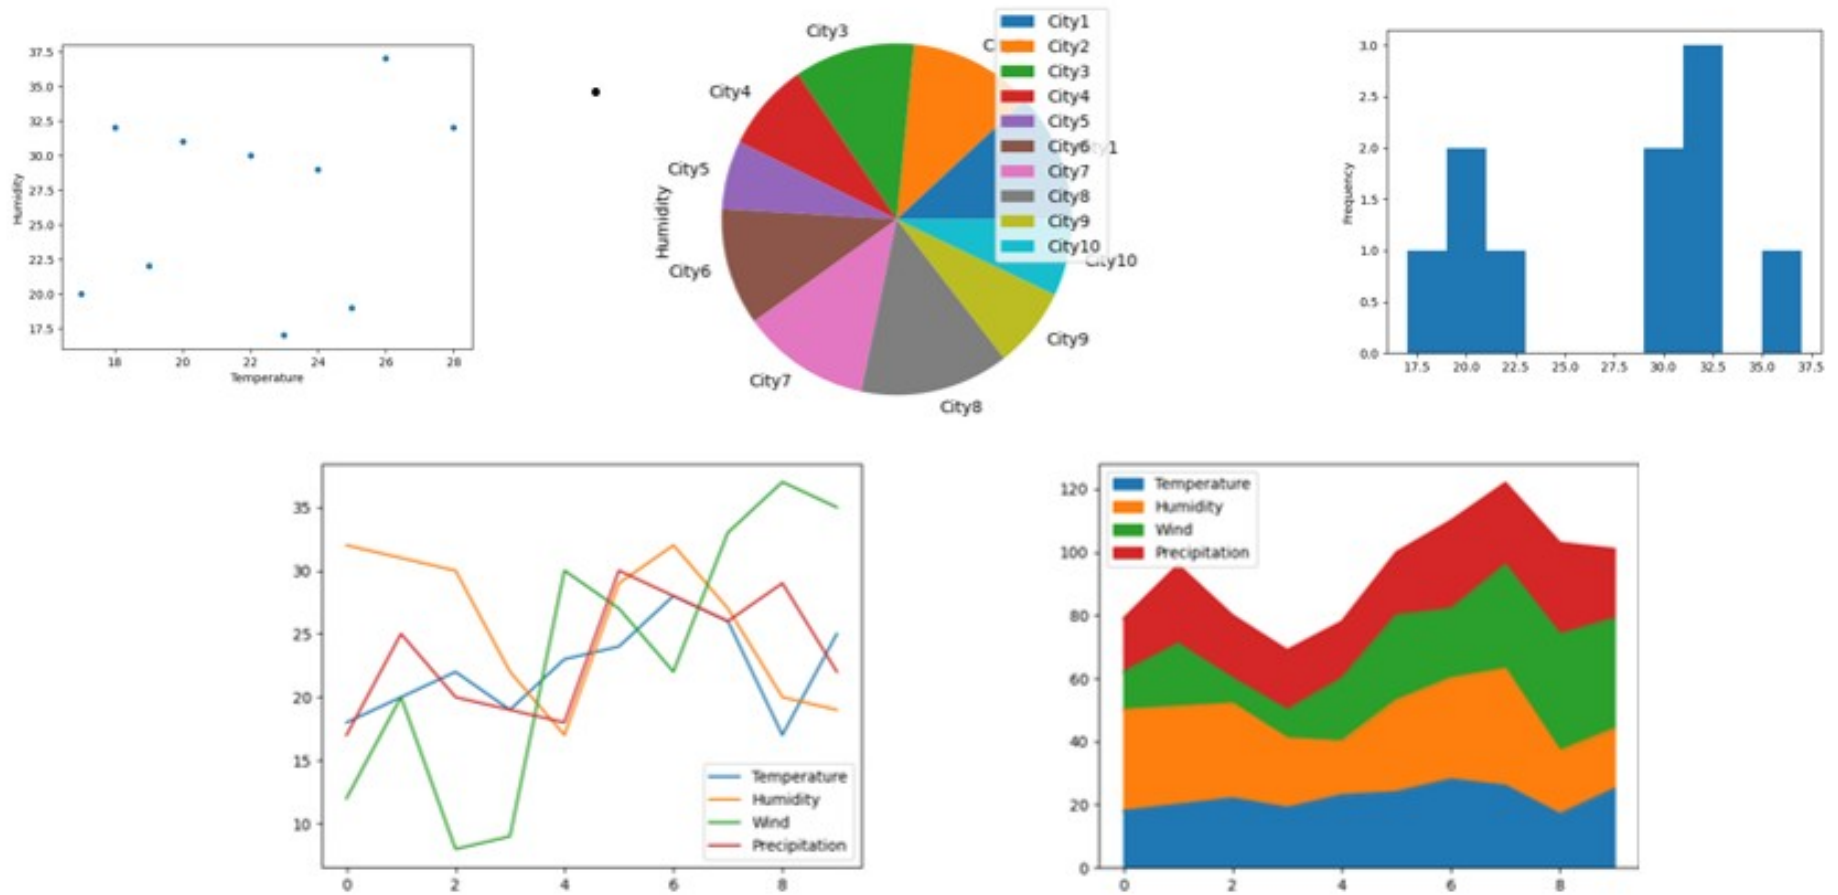 37.5
35.0
32.5
30.0
27.5
25.0
22.5
20.0
17.5
Humidity
18 20 22 24 26 28
Temperature
City3
City4
City5
Humidity
City6
City7
City8
City9
City10
City1
City2
City3
City4
City5
City6
City7
City8
City9
City10
3.0
2.5
2.0
1.5
1.0
0.5
0.0
Frequency
17.5 20.0 22.5 25.0 27.5 30.0 32.5 35.0 37.5
35
30
25
20
15
10
Temperature
Humidity
Wind
Precipitation
0 2 4 6 8
120
100
80
60
40
20
0
Temperature
Humidity
Wind
Precipitation
0 2 4 6 8